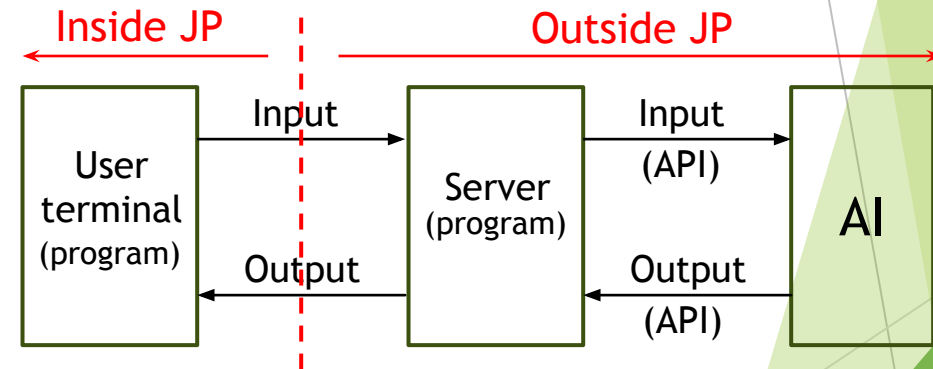 Inside JP
Outside JP
Input
Input
(API)
User
terminal
(program)
Server
(program)
AI
Output
Output
(API)